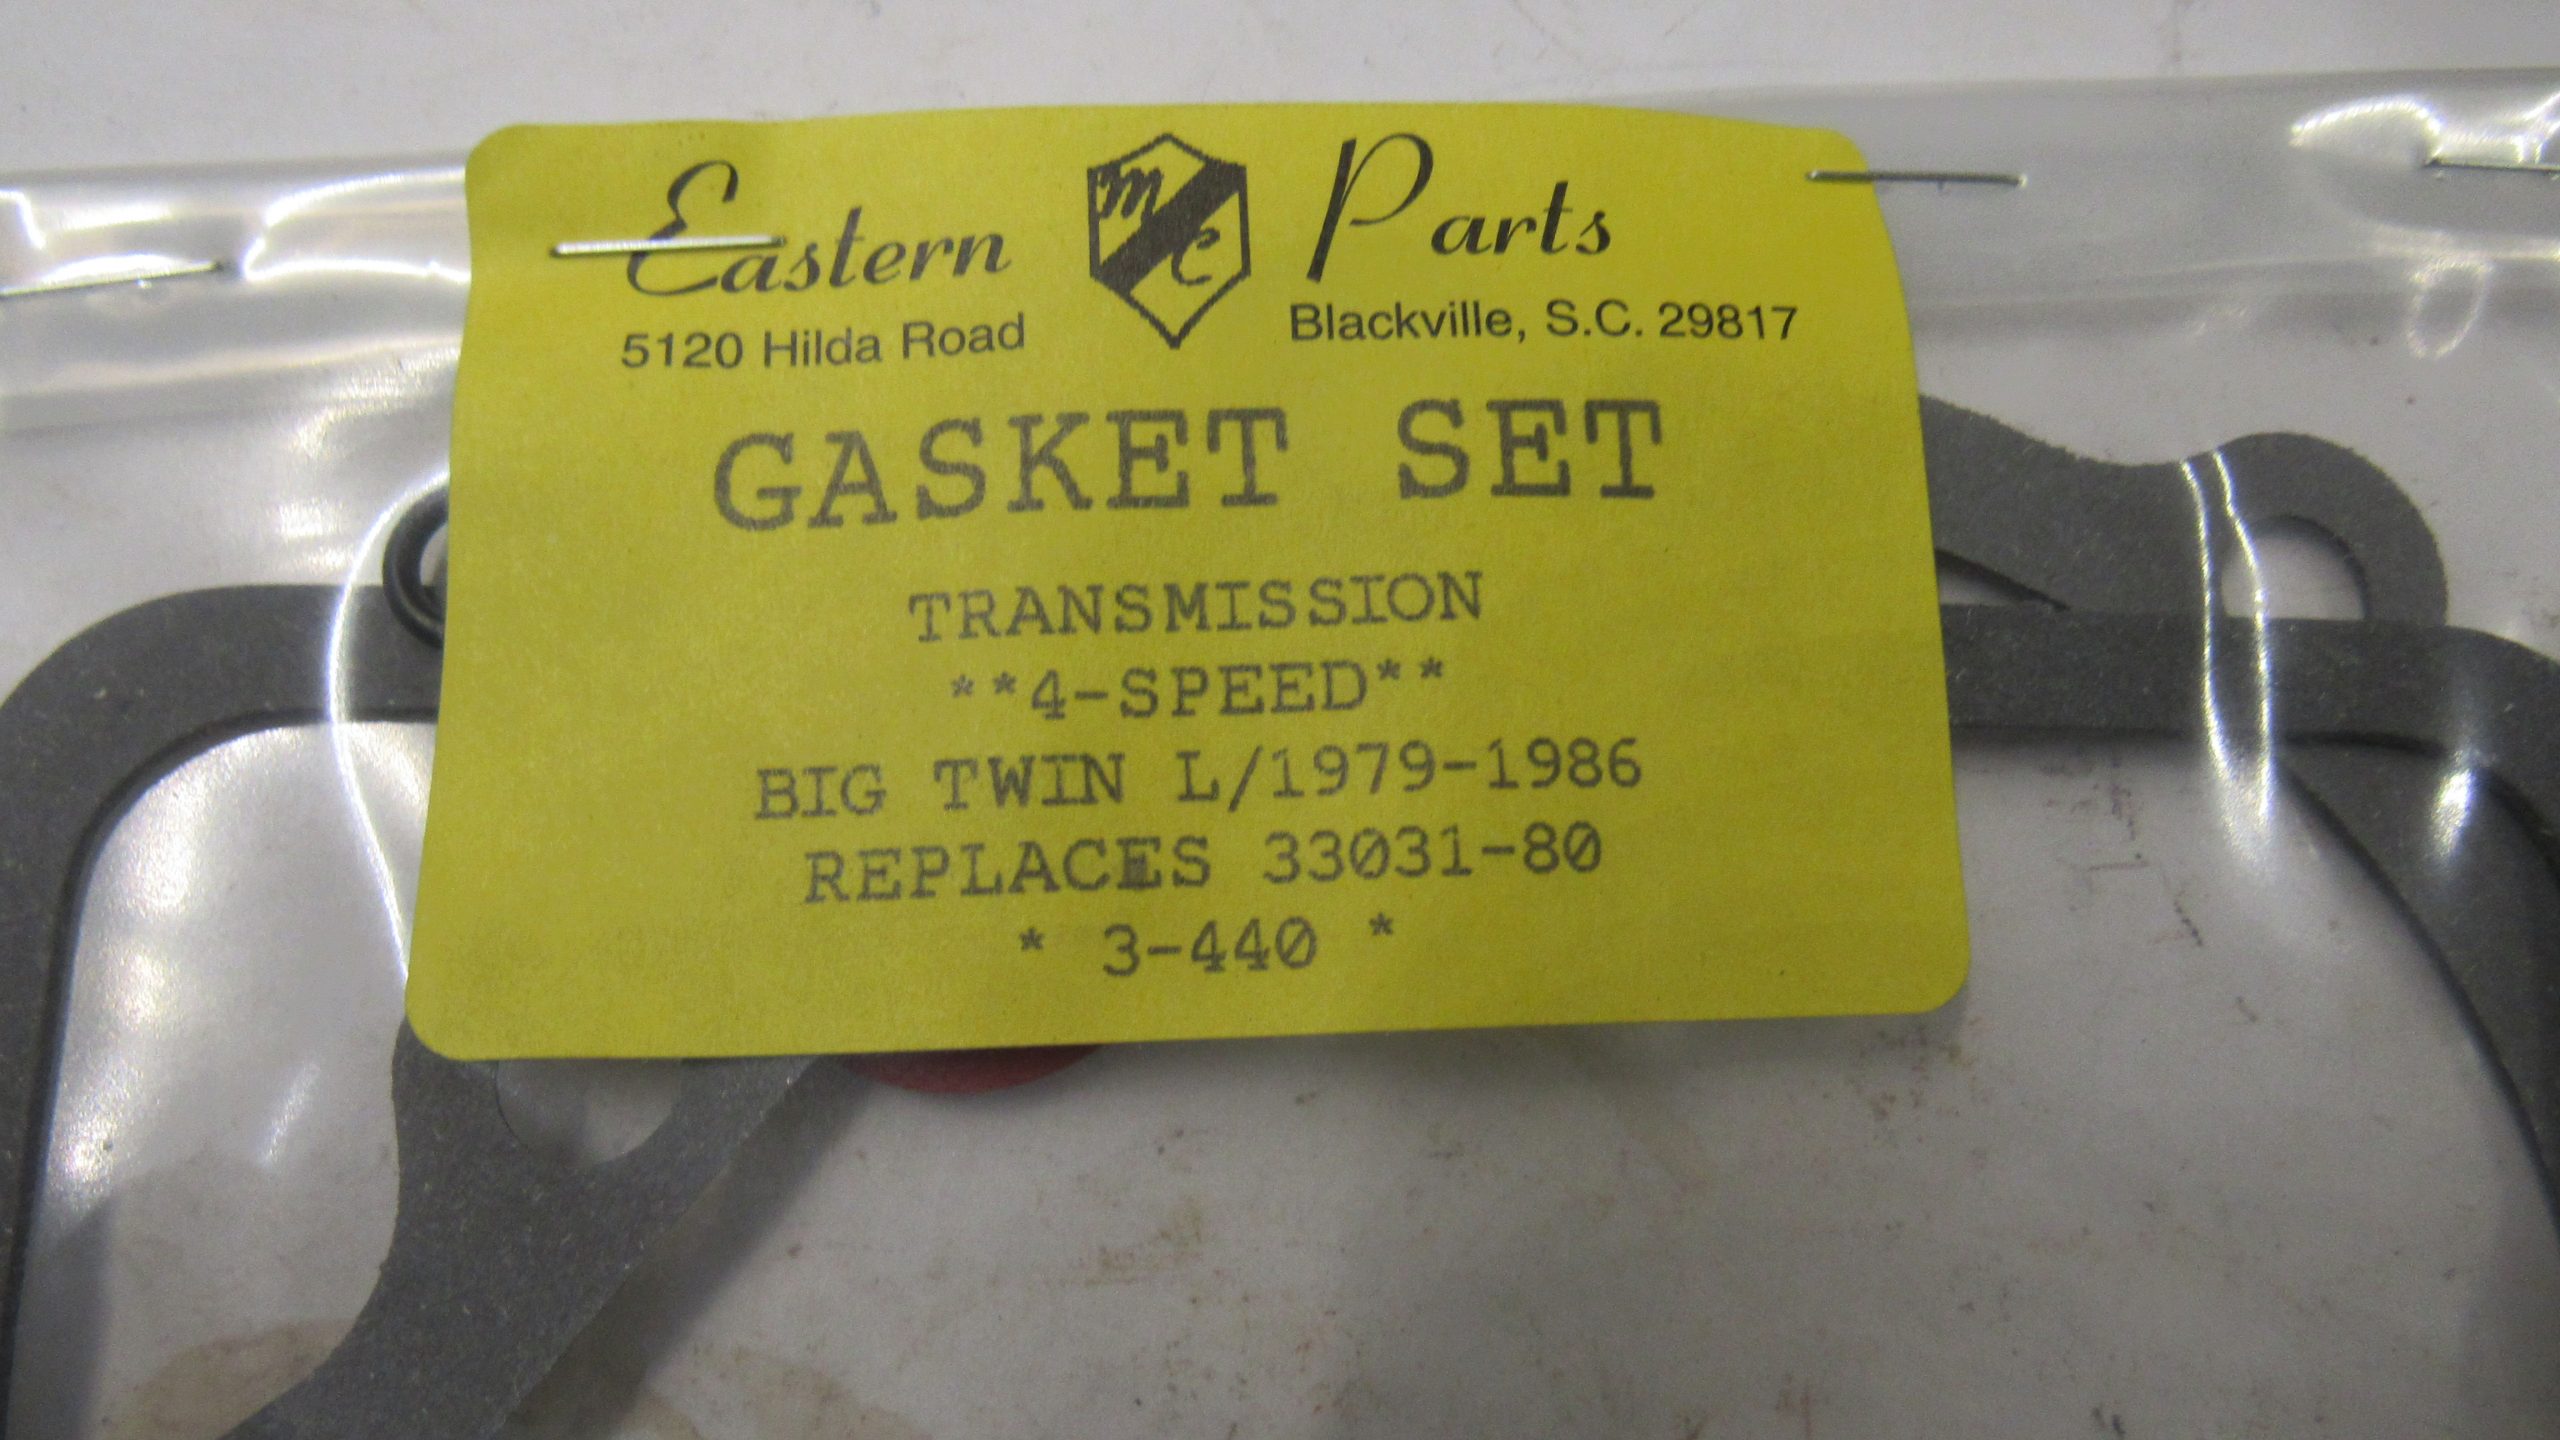 Eastern MC Parts
5120 Hilda Road Blackville, S.C. 29817
GASKET SET
TRANSMISSION
**4-SPEED**
BIG TWIN L/1979-1986
REPLACES 33031-80
* 3-440 *